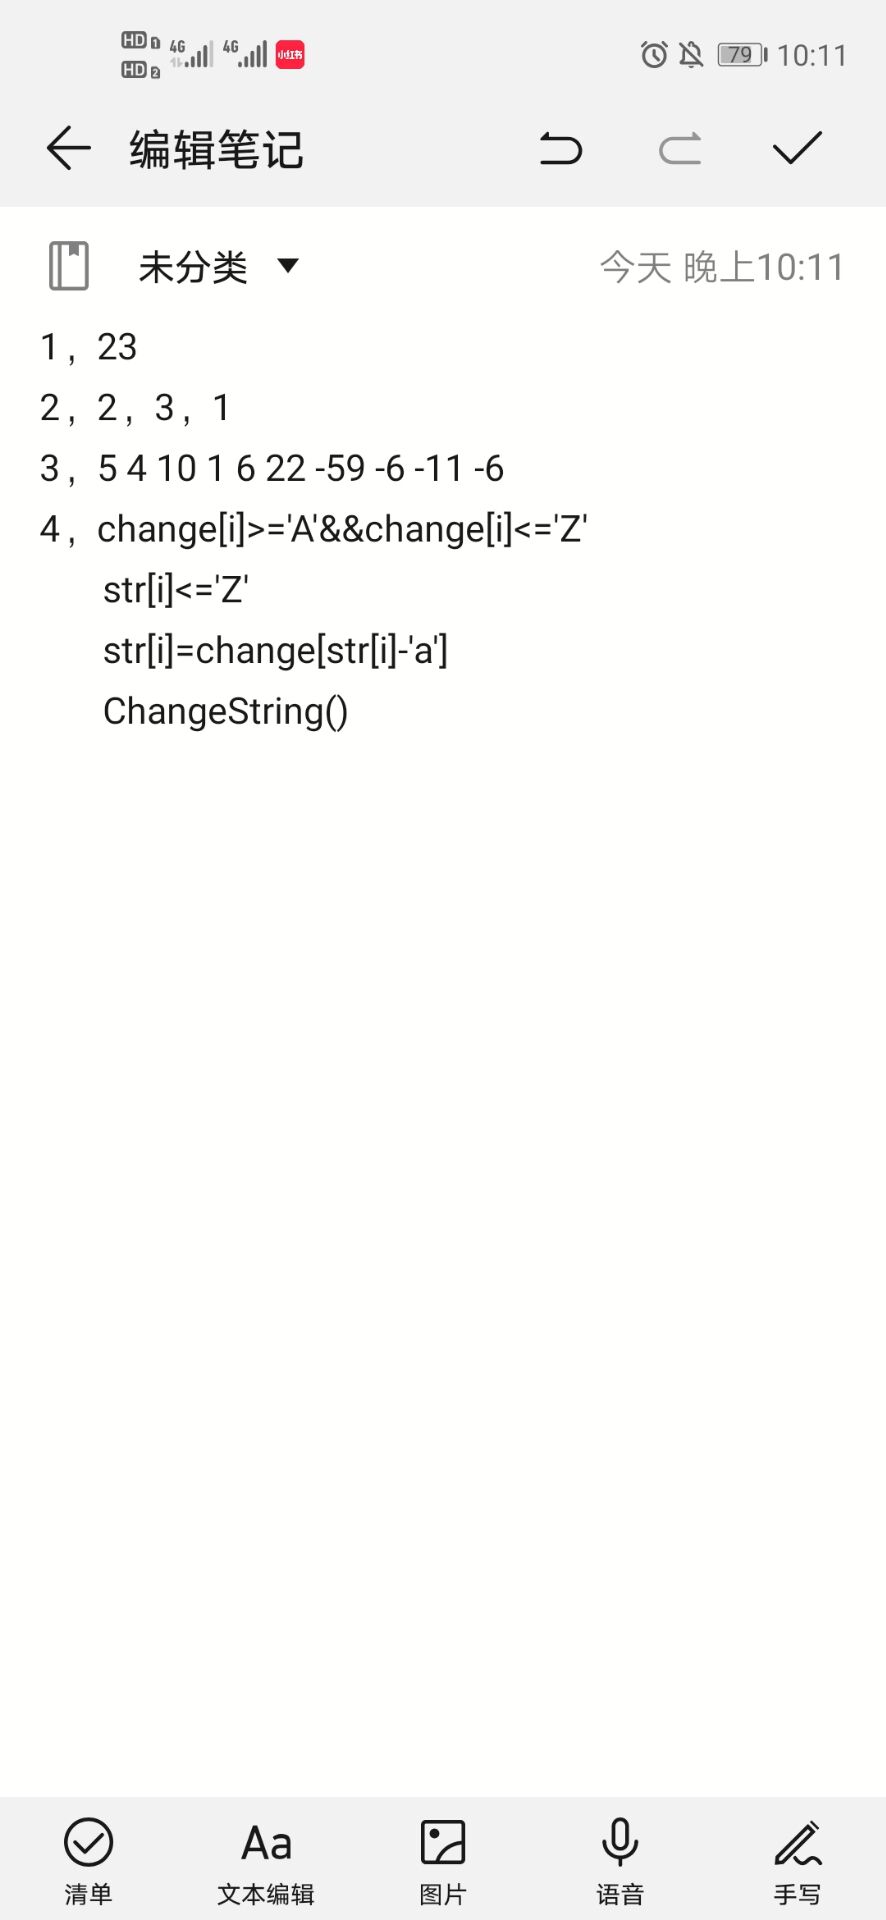 HD 1 4G 4G 小红书 79 10:11
HD 2
编辑笔记
未分类 今天 晚上10:11
1，23
2，2，3，1
3，5 4 10 1 6 22 -59 -6 -11 -6
4，change[i]>='A'&&change[i]<='Z'
str[i]<='Z'
str[i]=change[str[i]-'a']
ChangeString()
Aa
清单 文本编辑 图片 语音 手写